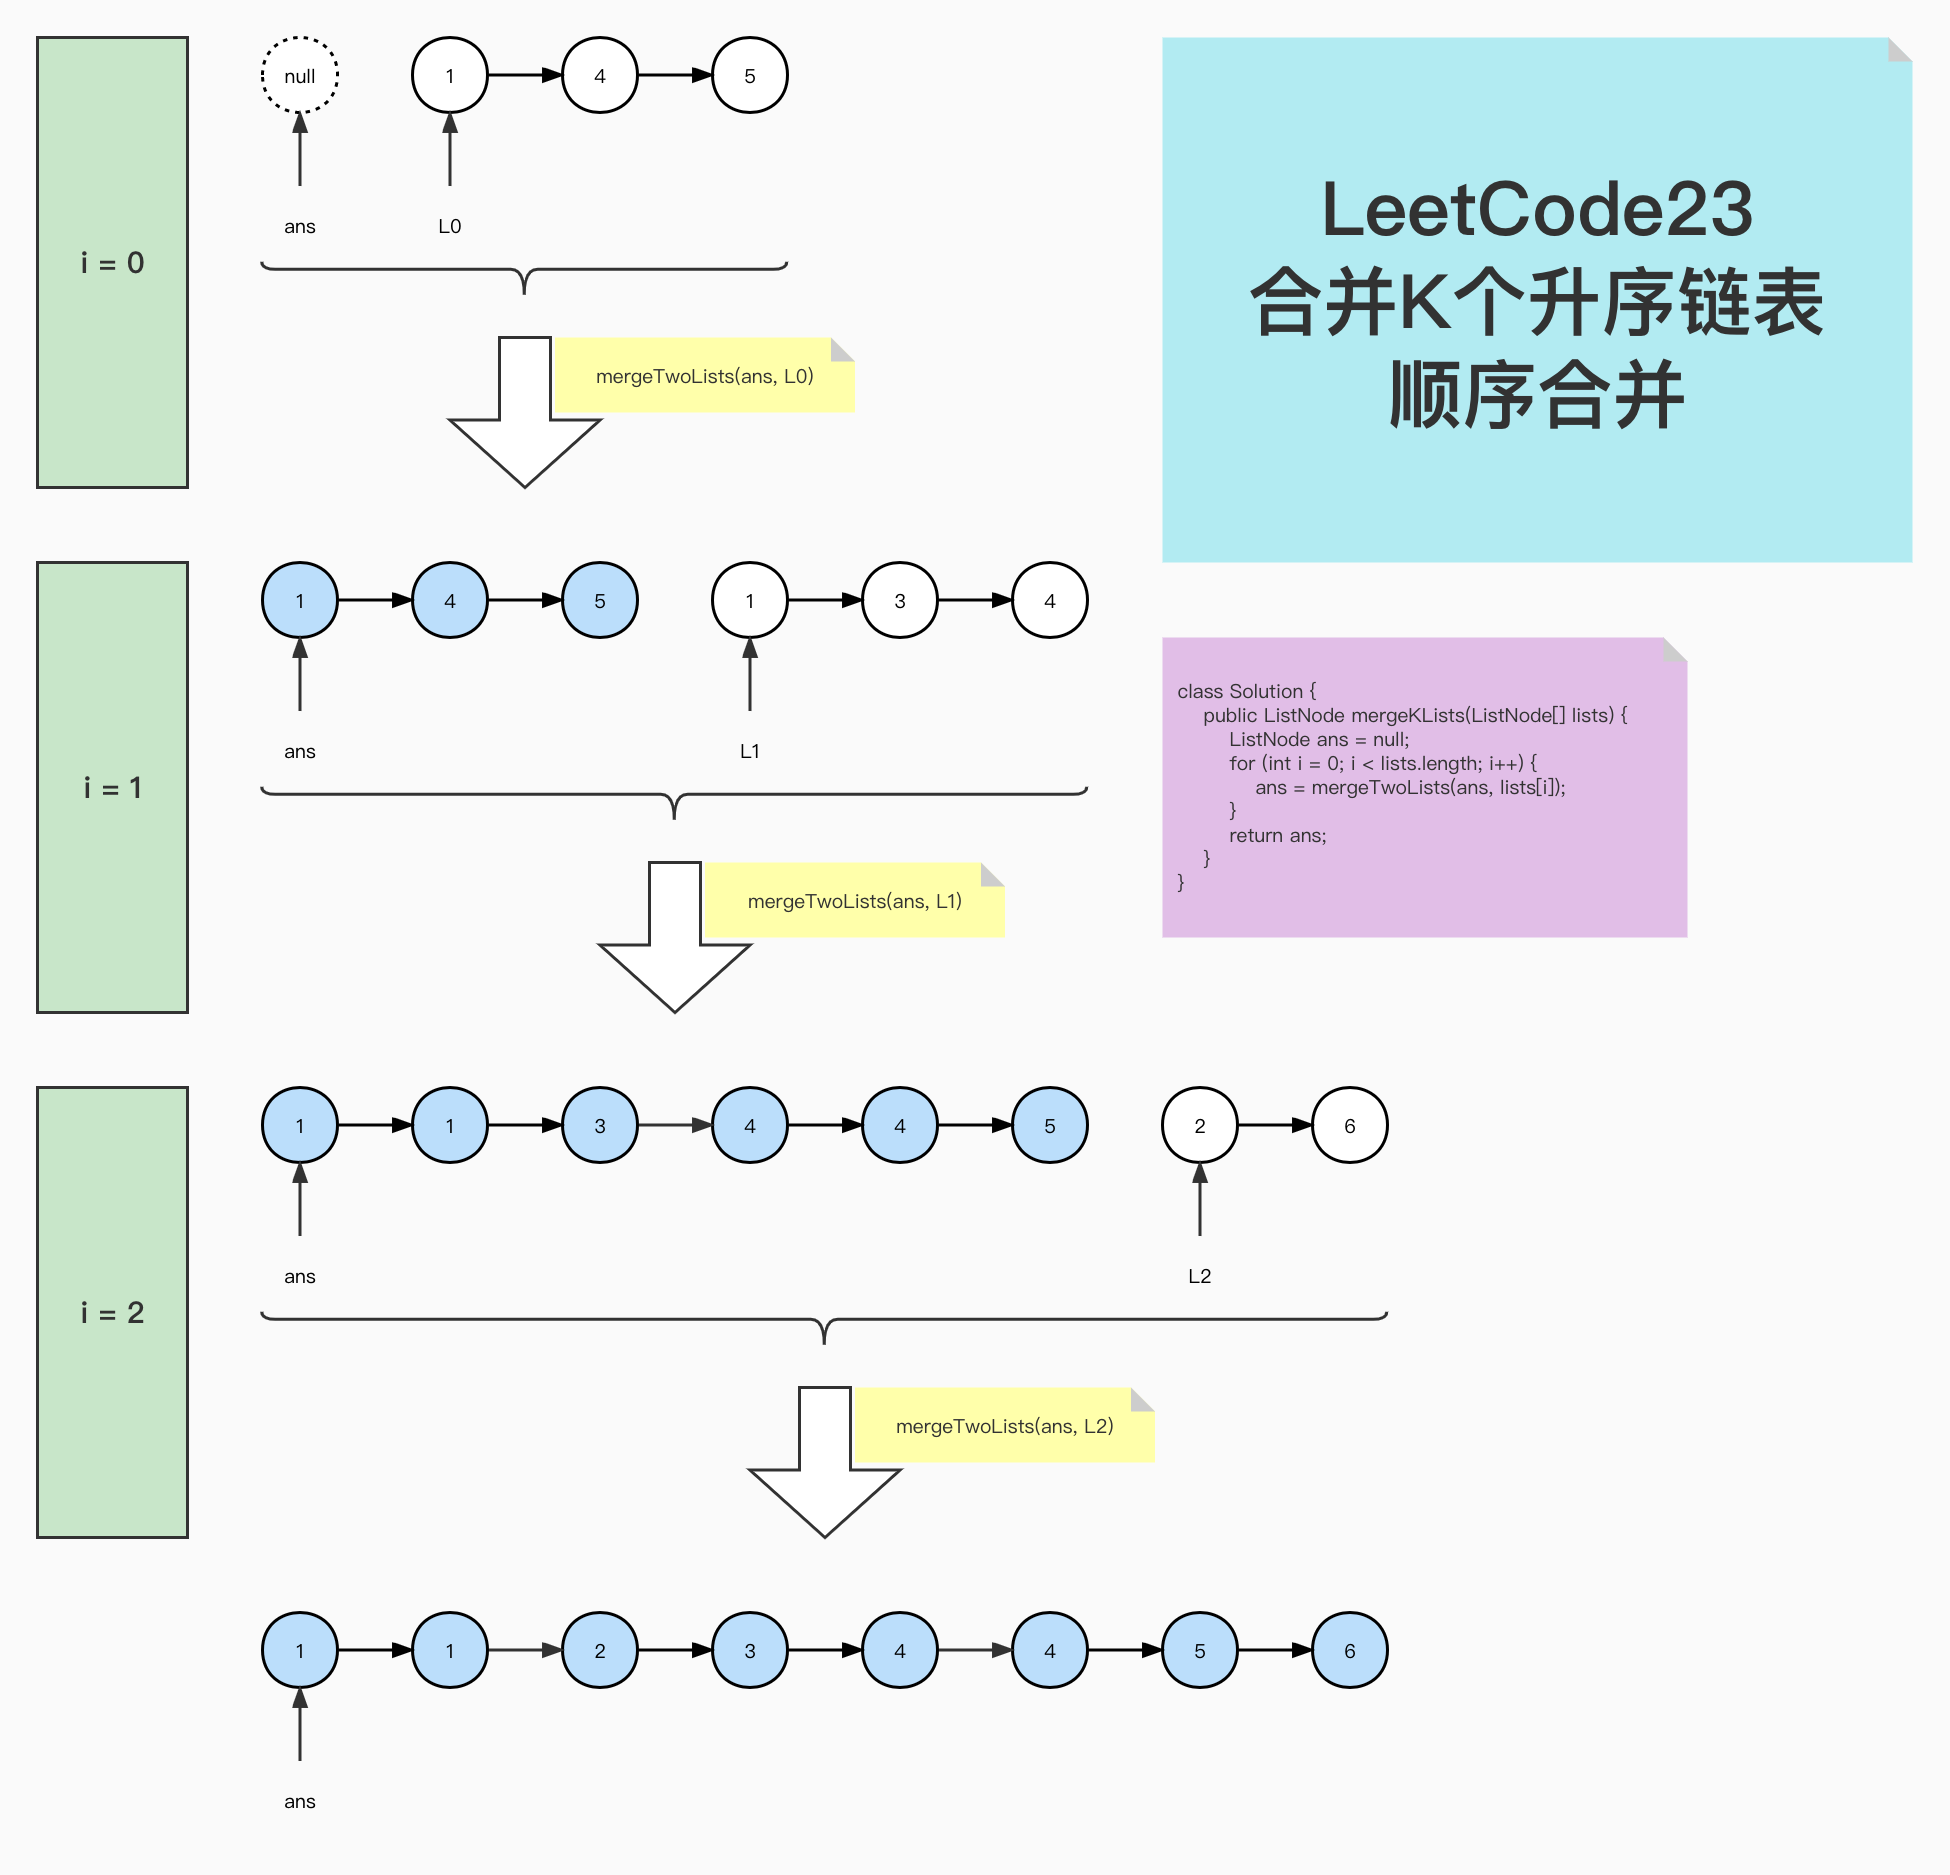 i = 0
null
1
4
5
ans
L0
mergeTwoLists(ans, L0)
LeetCode23
合并K个升序链表
顺序合并
i = 1
1
4
5
1
3
4
ans
L1
mergeTwoLists(ans, L1)
class Solution {
public ListNode mergeKLists(ListNode[] lists) {
ListNode ans = null;
for (int i = 0; i < lists.length; i++) {
ans = mergeTwoLists(ans, lists[i]);
}
return ans;
}
}
i = 2
1
1
3
4
4
5
2
6
ans
L2
mergeTwoLists(ans, L2)
1
1
2
3
4
4
5
6
ans